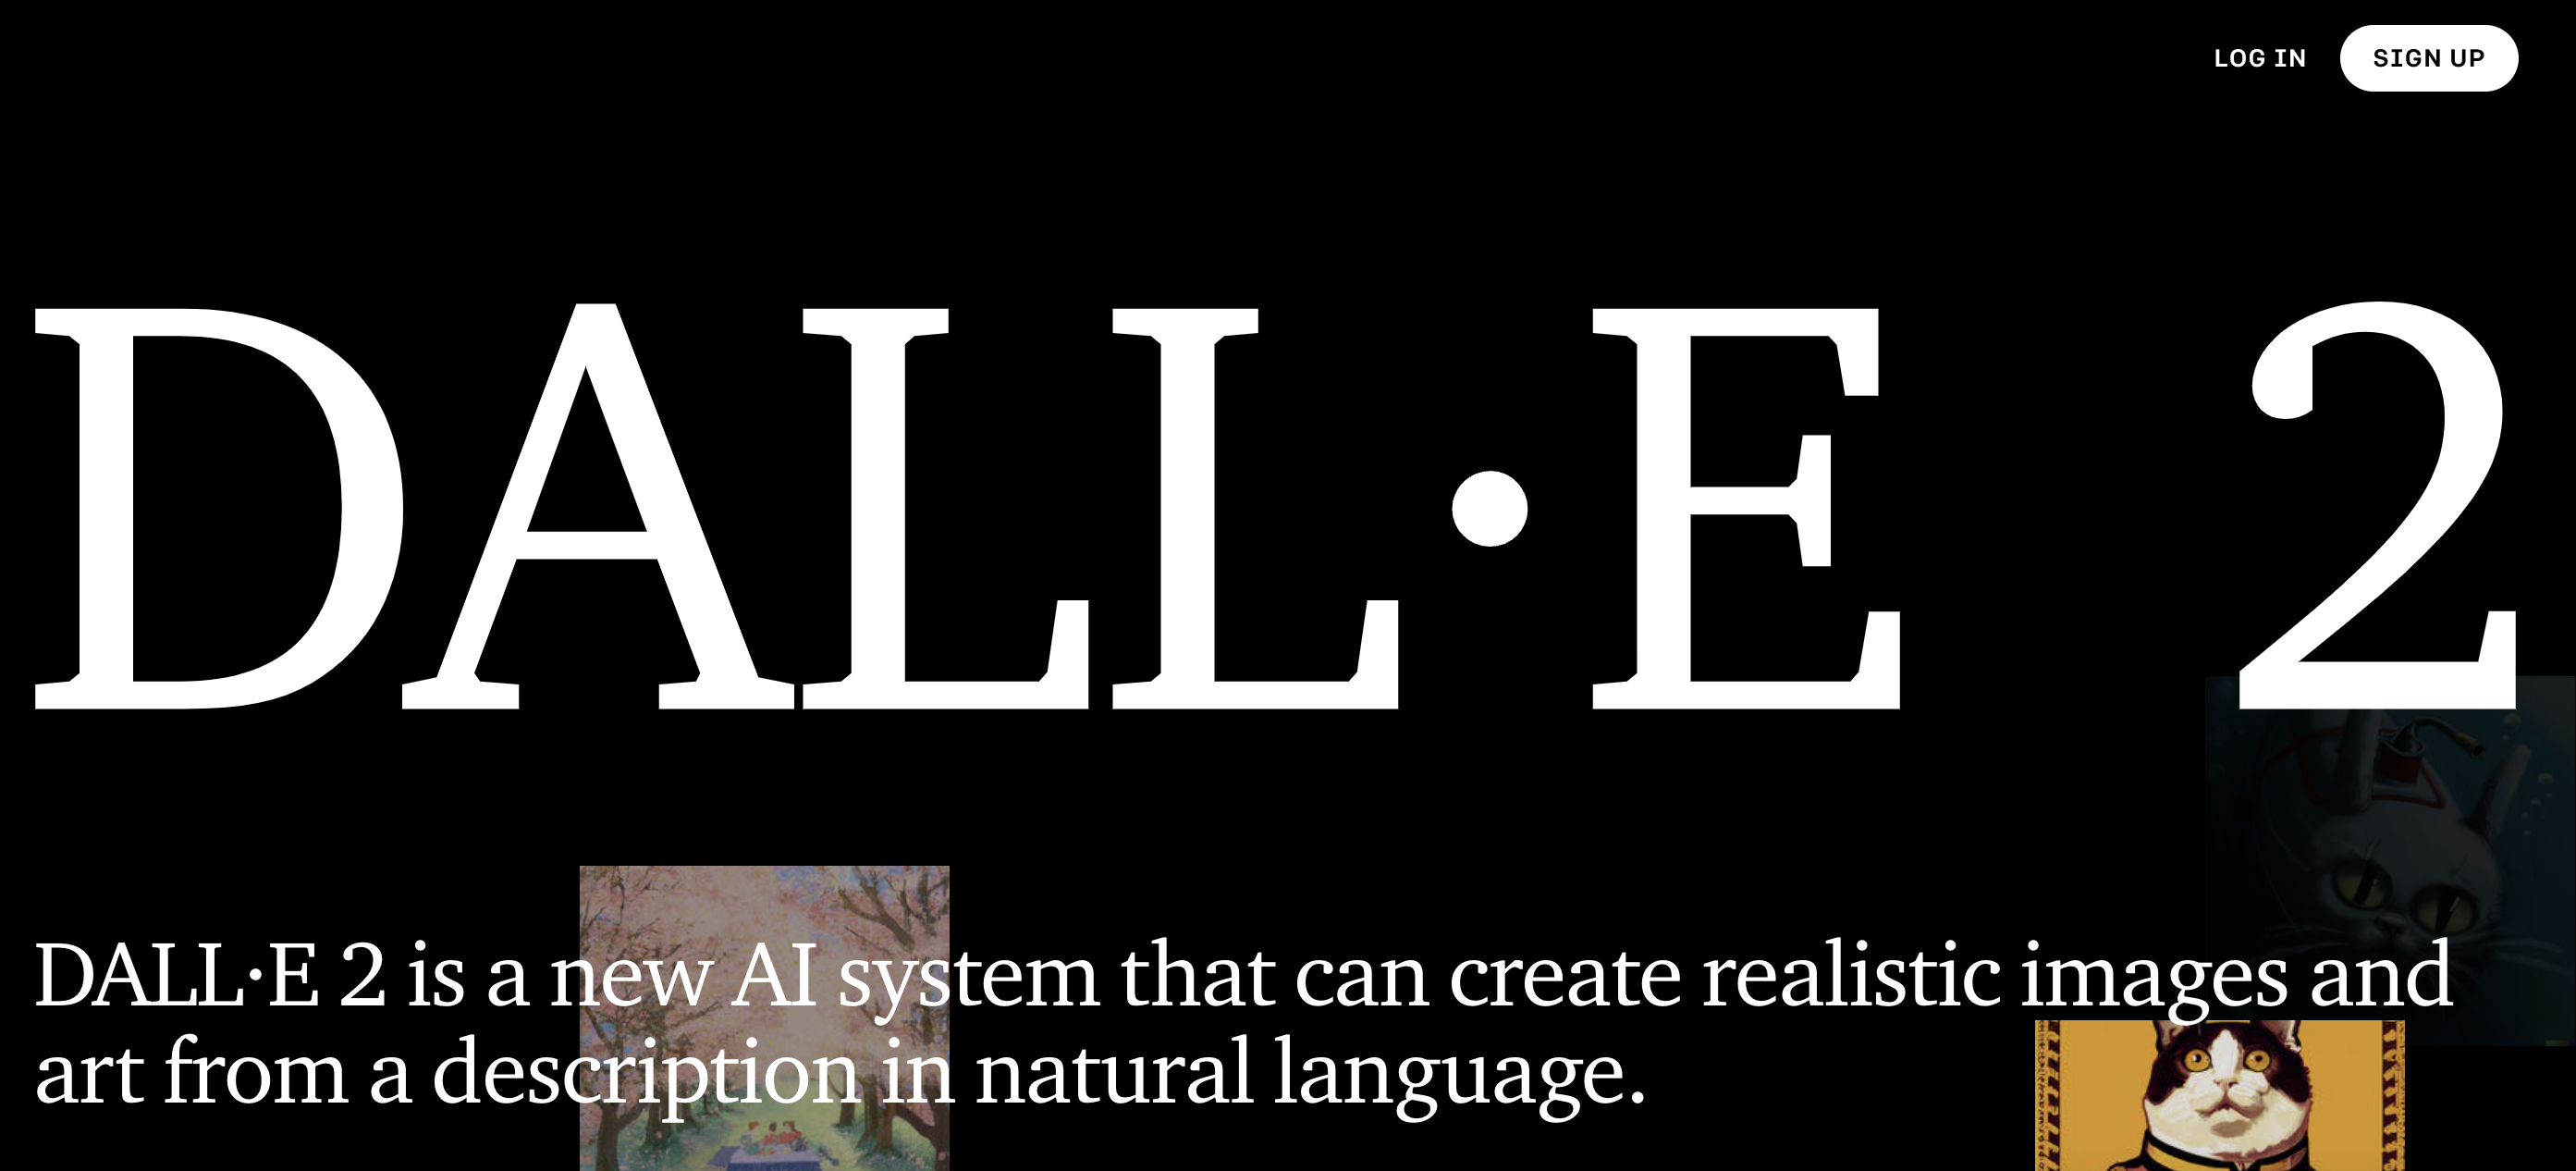 LOG IN SIGN UP
DALL·E 2
DALL·E 2 is a new AI system that can create realistic images and
art from a description in natural language.